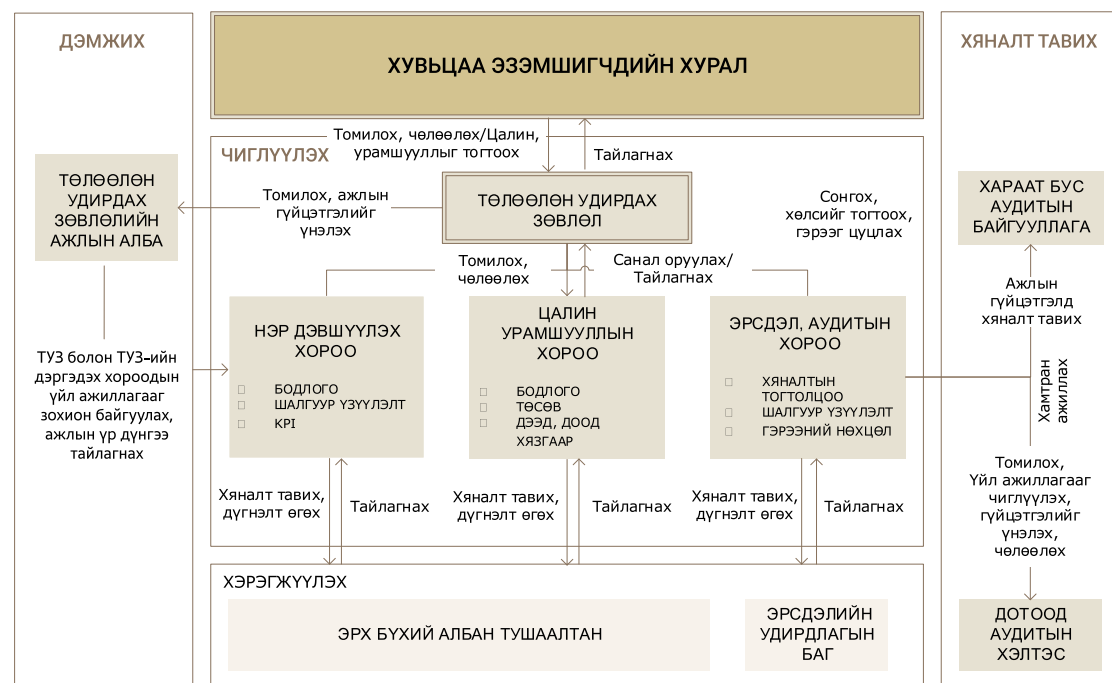 ДЭМЖИХ
ТӨЛӨӨЛӨН
УДИРДАХ
ЗӨВЛӨЛИЙН
АЖЛЫН АЛБА
ТУЗ болон ТУЗ-ийн
дэргэдэх хороодын
үйл ажиллагааг
зохион байгуулах,
ажлын үр дүнгээ
тайлагнах
ХУВЬЦАА ЭЗЭМШИГЧДИЙН ХУРАЛ
Томилох, чөлөөлөх/Цалин,
урамшууллыг тогтоох
Тайлагнах
ЧИГЛҮҮЛЭХ
ТӨЛӨӨЛӨН УДИРДАХ
ЗӨВЛӨЛ
Томилох, ажлын
гүйцэтгэлийг
үнэлэх
Сонгох,
хөлсийг тогтоох,
гэрээг цуцлах
Томилох,
чөлөөлөх
Санал оруулах/
Тайлагнах
НЭР ДЭВШҮҮЛЭХ
ХОРОО
БОДЛОГО
ШАЛГУУР ҮЗҮҮЛЭЛТ
KPI
ЦАЛИН
УРАМШУУЛЛЫН
ХОРОО
БОДЛОГО
ТӨСӨВ
ДЭЭД, ДООД
ХЯЗГААР
ЭРСДЭЛ, АУДИТЫН
ХОРОО
ХЯНАЛТЫН
ТОГТОЛЦОО
ШАЛГУУР ҮЗҮҮЛЭЛТ
ГЭРЭЭНИЙ НӨХЦӨЛ
Хяналт тавих,
дүгнэлт өгөх
Тайлагнах
Хяналт тавих,
дүгнэлт өгөх
Тайлагнах
Хяналт тавих,
дүгнэлт өгөх
Тайлагнах
ХЭРЭГЖҮҮЛЭХ
ЭРХ БҮХИЙ АЛБАН ТУШААЛТАН
ЭРСДЭЛИЙН
УДИРДЛАГЫН
БАГ
ХЯНАЛТ ТАВИХ
ХАРААТ БУС
АУДИТЫН
БАЙГУУЛЛАГА
Ажлын
гүйцэтгэлд
хяналт тавих
Хамтран
ажиллах
Томилох,
Үйл ажиллагааг
чиглүүлэх,
гүйцэтгэлийг
үнэлэх,
чөлөөлөх
ДОТООД
АУДИТЫН
ХЭЛТЭС